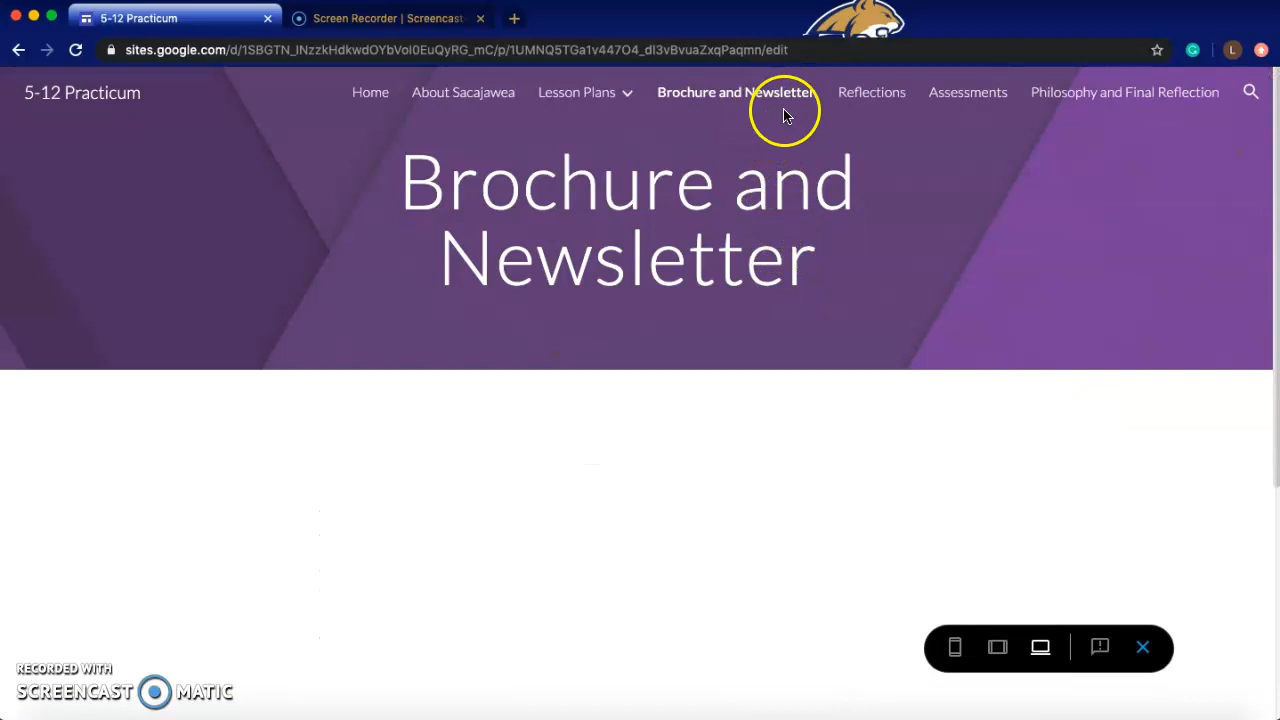 5-12 Practicum
Screen Recorder | Screencast-
sites.google.com/d/1SBGTN_INzzkHdkwdOYbVoI0EuQyRG_mC/p/1UMNQ5TGa1v447O4_dl3vBvuaZxqPaqmn/edit
L
5-12 Practicum
Home
About Sacajawea
Lesson Plans
Brochure and Newsletter
Reflections
Assessments
Philosophy and Final Reflection
Brochure and
Newsletter
RECORDED WITH
SCREENCAST MATIC